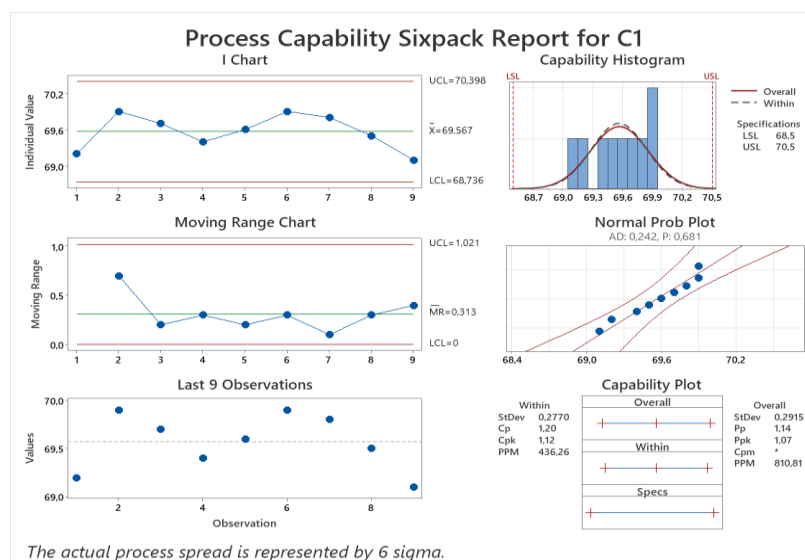 Process Capability Sixpack Report for C1
I Chart
Individual Value
70,2
69,6
69,0
UCL=70,398
X̄=69,567
LCL=68,736
1 2 3 4 5 6 7 8 9
Capability Histogram
LSL USL
68,7 69,0 69,3 69,6 69,9 70,2 70,5
Overall
Within
Specifications
LSL 68,5
USL 70,5
Moving Range Chart
Moving Range
1,0
0,5
0,0
UCL=1,021
M̅R̅=0,313
LCL=0
1 2 3 4 5 6 7 8 9
Normal Prob Plot
AD: 0,242, P: 0,681
68,4 69,0 69,6 70,2
Last 9 Observations
Values
70,0
69,5
69,0
2 4 6 8
Observation
Capability Plot
Within
StDev 0,2770
Cp 1,20
Cpk 1,12
PPM 436,26
Overall
Within
Specs
Overall
StDev 0,2915
Pp 1,14
Ppk 1,07
Cpm *
PPM 810,81
The actual process spread is represented by 6 sigma.